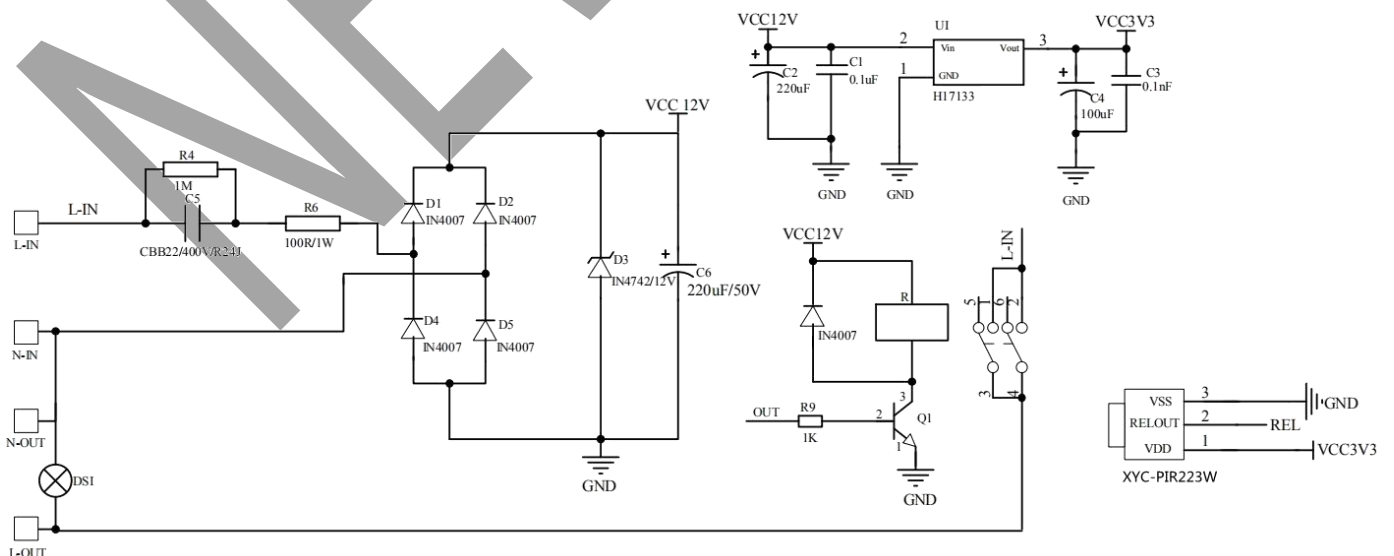 VCC12V
C2
220uF
C1
0.1uF
2
1
U1
Vin
Vout
GND
H17133
3
VCC3V3
C4
100uF
C3
0.1nF
GND
GND
GND
L-IN
L-IN
R4
1M
C5
CBB22/400V/R24J
R6
100R/1W
D1
IN4007
D2
IN4007
D4
IN4007
D5
IN4007
VCC 12V
D3
IN4742/12V
C6
220uF/50V
GND
N-IN
N-OUT
DS1
L-OUT
VCC12V
IN4007
R
OUT
R9
1K
2
3
1
Q1
GND
L-IN
5
1
6
2
3
4
VSS
RELOUT
VDD
3
2
1
GND
REL
VCC3V3
XYC-PIR223W